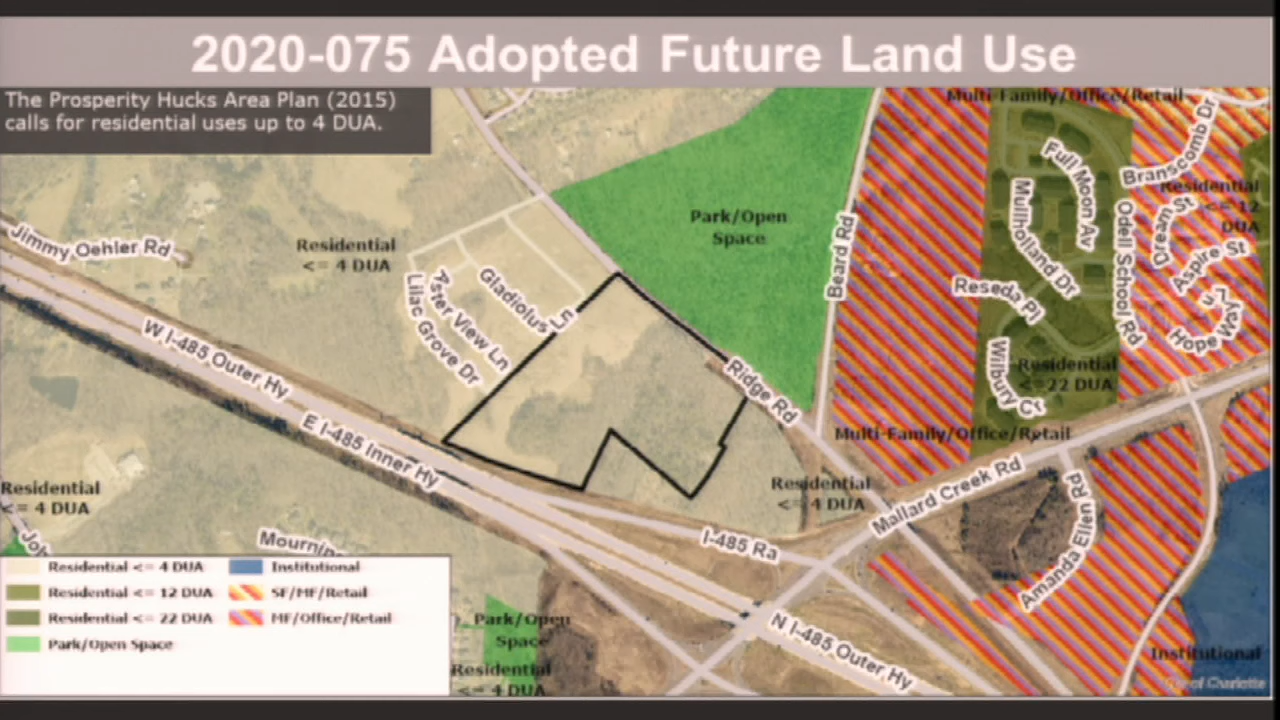 2020-075 Adopted Future Land Use
The Prosperity Hucks Area Plan (2015)
calls for residential uses up to 4 DUA.
Multi-Family/Office/Retail
Jimmy Oehler Rd
Residential
<= 4 DUA
Park/Open
Space
Beard Rd
Full Moon Av
Mullholland Dr
Branscomb Dr
Residential
<= 12
DUA
Dream St
Aspire St
Odell School Rd
Hope Way
Reseda Pl
Wilbury Ct
Residential
<=22 DUA
Gladiolus Ln
Aster View Ln
Lilac Grove Dr
W I-485 Outer Hy
E I-485 Inner Hy
Ridge Rd
Multi-Family/Office/Retail
Residential
<= 4 DUA
Mallard Creek Rd
Residential
<= 4 DUA
I-485 Ra
Amanda Ellen Rd
N I-485 Outer Hy
Park/Open
Space
Residential
<= 4 DUA
Institutional
City of Charlotte
Residential <= 4 DUA
Residential <= 12 DUA
Residential <= 22 DUA
Park/Open Space
Institutional
SF/MF/Retail
MF/Office/Retail